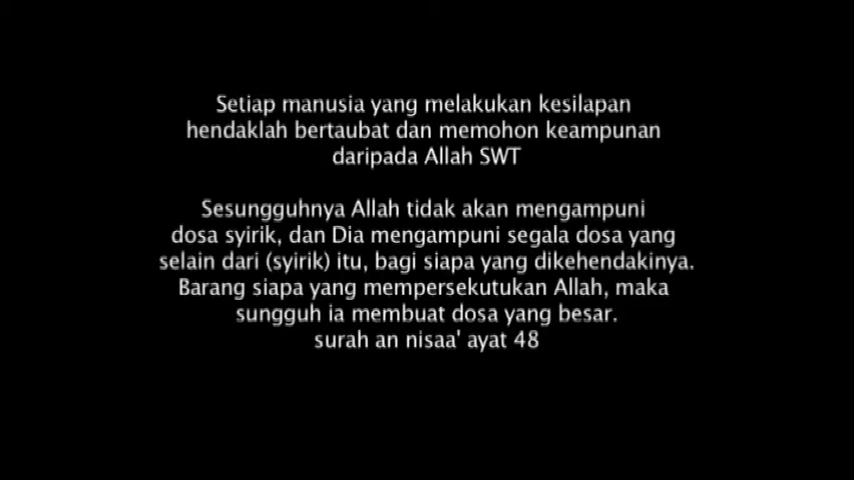 Setiap manusia yang melakukan kesilapan
hendaklah bertaubat dan memohon keampunan
daripada Allah SWT
Sesungguhnya Allah tidak akan mengampuni
dosa syirik, dan Dia mengampuni segala dosa yang
selain dari (syirik) itu, bagi siapa yang dikehendakinya.
Barang siapa yang mempersekutukan Allah, maka
sungguh ia membuat dosa yang besar.
surah an nisaa' ayat 48